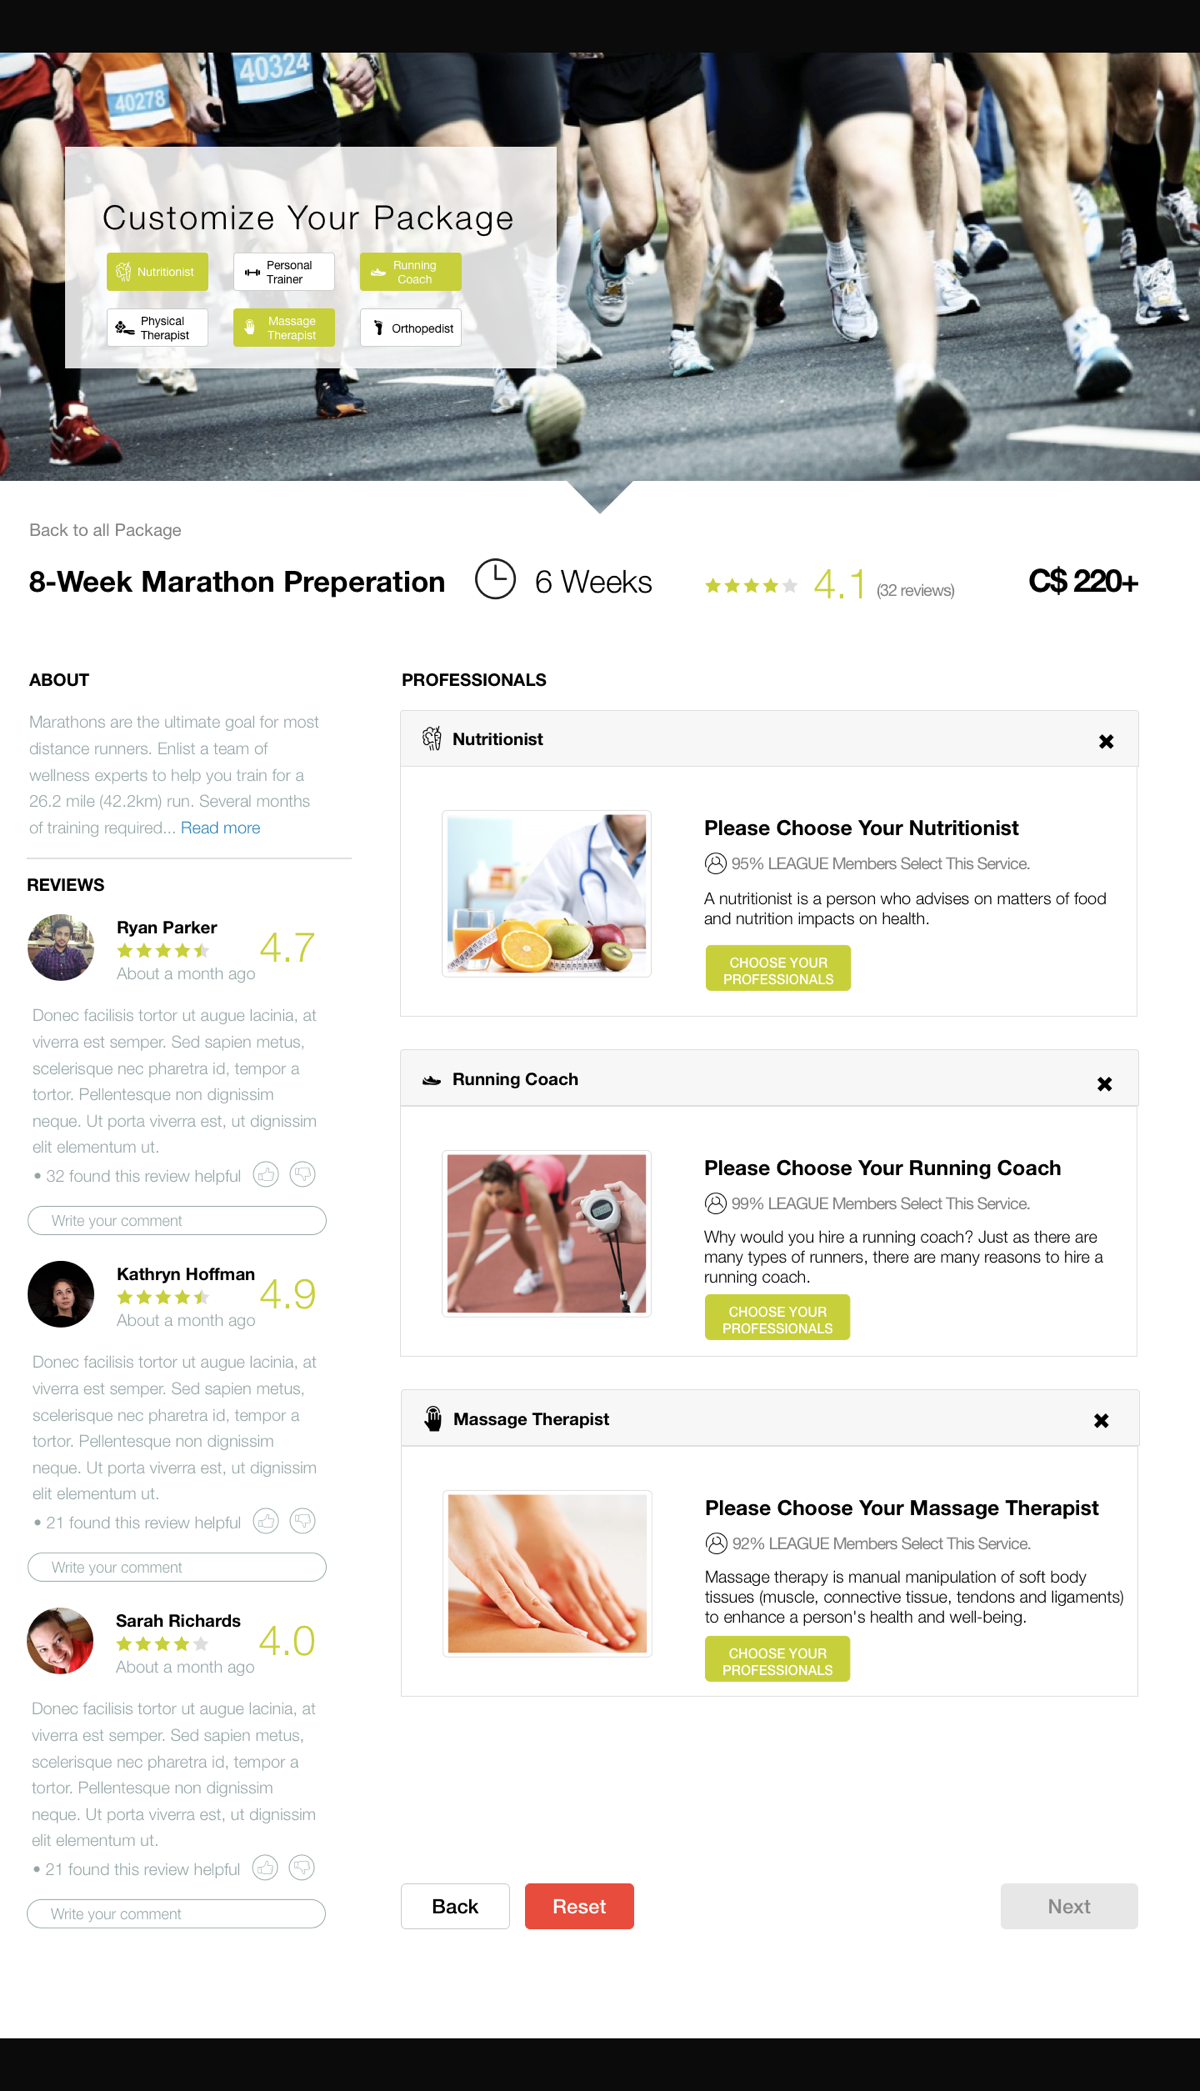 40278
40324
Customize Your Package
Nutritionist
Personal
Trainer
Running
Coach
Physical
Therapist
Massage
Therapist
Orthopedist
Back to all Package
8-Week Marathon Preperation
6 Weeks
4.1 (32 reviews)
C$ 220+
ABOUT
Marathons are the ultimate goal for most
distance runners. Enlist a team of
wellness experts to help you train for a
26.2 mile (42.2km) run. Several months
of training required... Read more
REVIEWS
Ryan Parker
4.7
About a month ago
Donec facilisis tortor ut augue lacinia, at
viverra est semper. Sed sapien metus,
scelerisque nec pharetra id, tempor a
tortor. Pellentesque non dignissim
neque. Ut porta viverra est, ut dignissim
elit elementum ut.
• 32 found this review helpful
Write your comment
Kathryn Hoffman
4.9
About a month ago
Donec facilisis tortor ut augue lacinia, at
viverra est semper. Sed sapien metus,
scelerisque nec pharetra id, tempor a
tortor. Pellentesque non dignissim
neque. Ut porta viverra est, ut dignissim
elit elementum ut.
• 21 found this review helpful
Write your comment
Sarah Richards
4.0
About a month ago
Donec facilisis tortor ut augue lacinia, at
viverra est semper. Sed sapien metus,
scelerisque nec pharetra id, tempor a
tortor. Pellentesque non dignissim
neque. Ut porta viverra est, ut dignissim
elit elementum ut.
• 21 found this review helpful
Write your comment
PROFESSIONALS
Nutritionist
Please Choose Your Nutritionist
95% LEAGUE Members Select This Service.
A nutritionist is a person who advises on matters of food
and nutrition impacts on health.
CHOOSE YOUR
PROFESSIONALS
Running Coach
Please Choose Your Running Coach
99% LEAGUE Members Select This Service.
Why would you hire a running coach? Just as there are
many types of runners, there are many reasons to hire a
running coach.
CHOOSE YOUR
PROFESSIONALS
Massage Therapist
Please Choose Your Massage Therapist
92% LEAGUE Members Select This Service.
Massage therapy is manual manipulation of soft body
tissues (muscle, connective tissue, tendons and ligaments)
to enhance a person's health and well-being.
CHOOSE YOUR
PROFESSIONALS
Back
Reset
Next